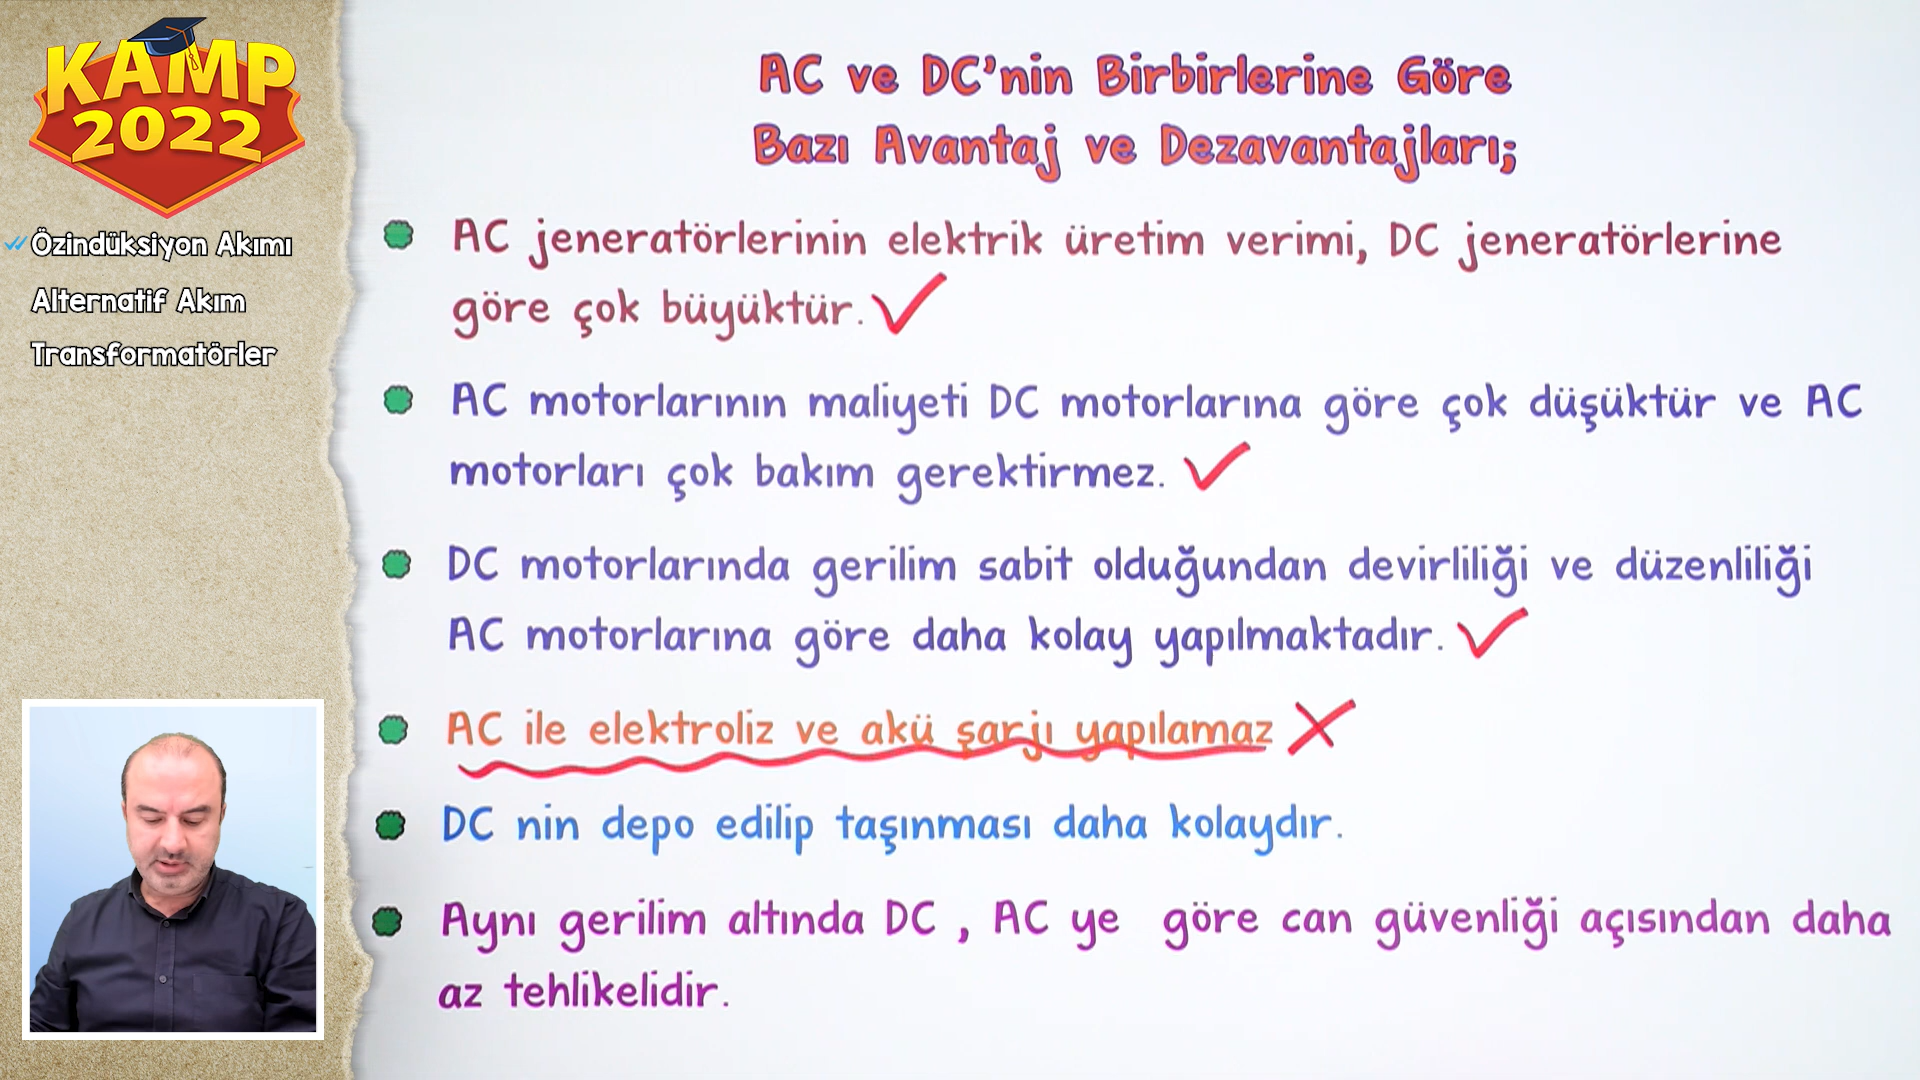 KAMP
2022
Özindüksiyon Akımı
Alternatif Akım
Transformatörler
AC ve DC'nin Birbirlerine Göre
Bazı Avantaj ve Dezavantajları;
AC jeneratörlerinin elektrik üretim verimi, DC jeneratörlerine
göre çok büyüktür.
AC motorlarının maliyeti DC motorlarına göre çok düşüktür ve AC
motorları çok bakım gerektirmez.
DC motorlarında gerilim sabit olduğundan devirliliği ve düzenliliği
AC motorlarına göre daha kolay yapılmaktadır.
AC ile elektroliz ve akü şarjı yapılamaz
DC nin depo edilip taşınması daha kolaydır.
Aynı gerilim altında DC , AC ye göre can güvenliği açısından daha
az tehlikelidir.